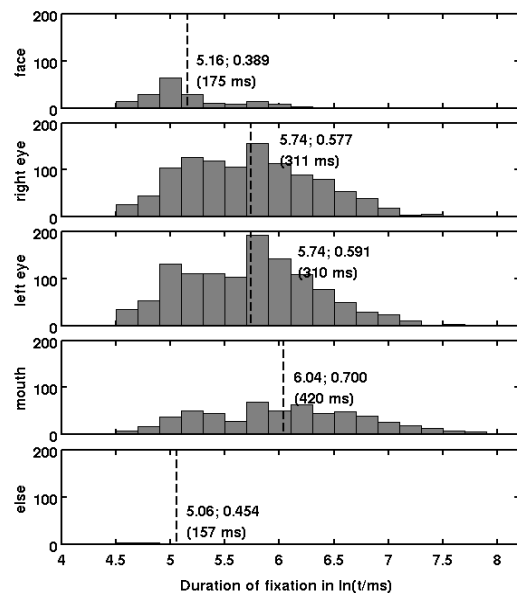 200
face
100
5.16; 0.389
(175 ms)
0
200
right eye
100
5.74; 0.577
(311 ms)
0
200
left eye
100
5.74; 0.591
(310 ms)
0
200
mouth
100
6.04; 0.700
(420 ms)
0
200
else
100
5.06; 0.454
(157 ms)
0
4 4.5 5 5.5 6 6.5 7 7.5 8
Duration of fixation in ln(t/ms)